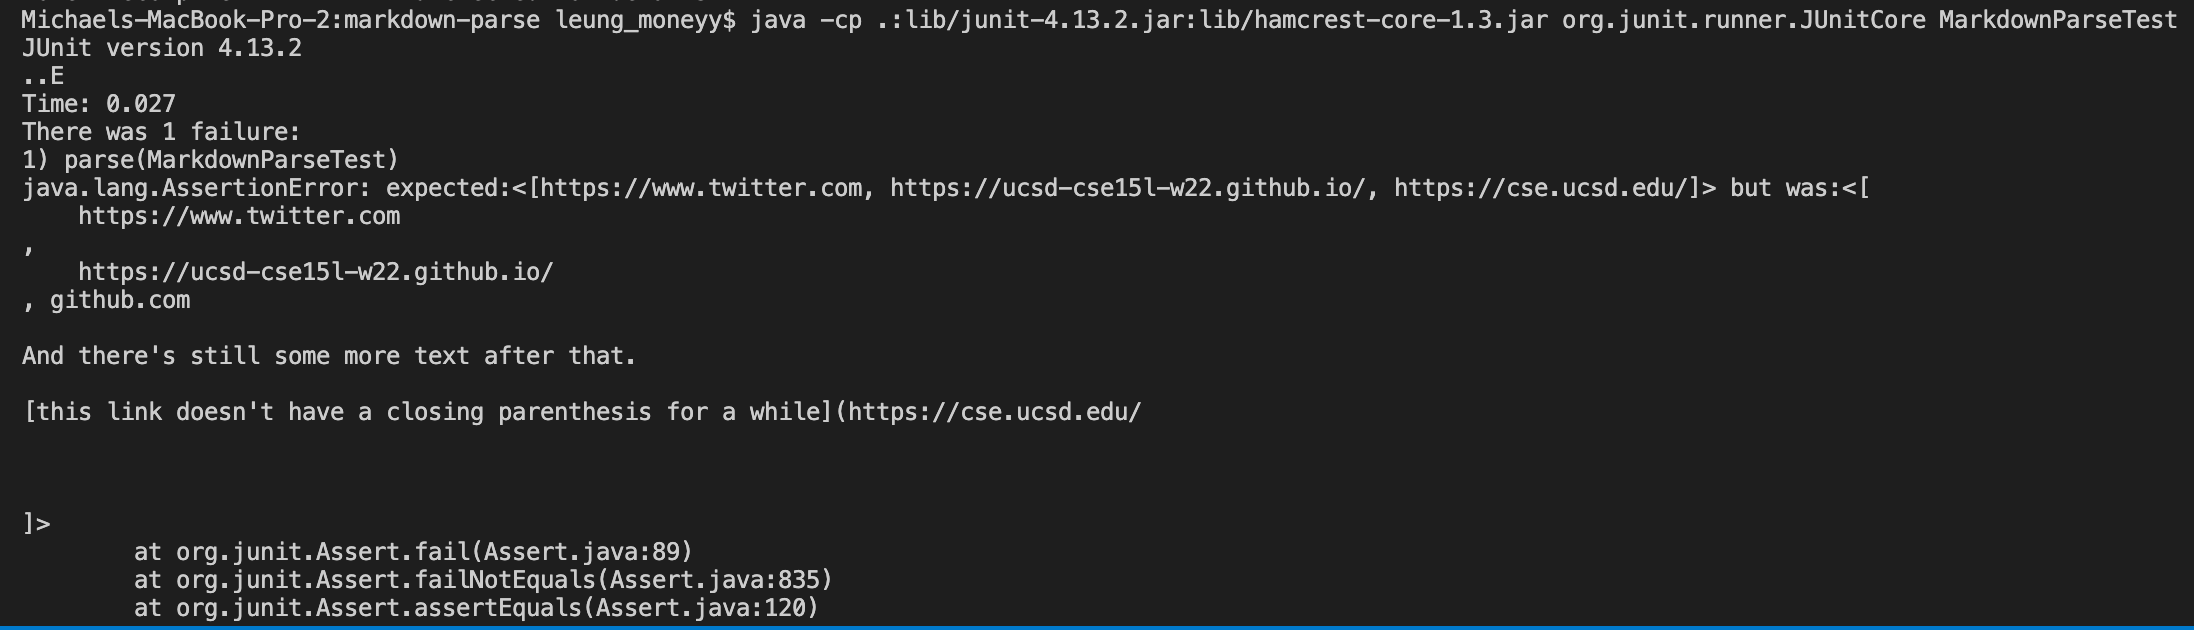 Michaels-MacBook-Pro-2:markdown-parse leung_moneyy$ java -cp .:lib/junit-4.13.2.jar:lib/hamcrest-core-1.3.jar org.junit.runner.JUnitCore MarkdownParseTest
JUnit version 4.13.2
..E
Time: 0.027
There was 1 failure:
1) parse(MarkdownParseTest)
java.lang.AssertionError: expected:<[https://www.twitter.com, https://ucsd-cse15l-w22.github.io/, https://cse.ucsd.edu/]> but was:<[
    https://www.twitter.com
,
    https://ucsd-cse15l-w22.github.io/
, github.com

And there's still some more text after that.

[this link doesn't have a closing parenthesis for a while](https://cse.ucsd.edu/



]>
        at org.junit.Assert.fail(Assert.java:89)
        at org.junit.Assert.failNotEquals(Assert.java:835)
        at org.junit.Assert.assertEquals(Assert.java:120)